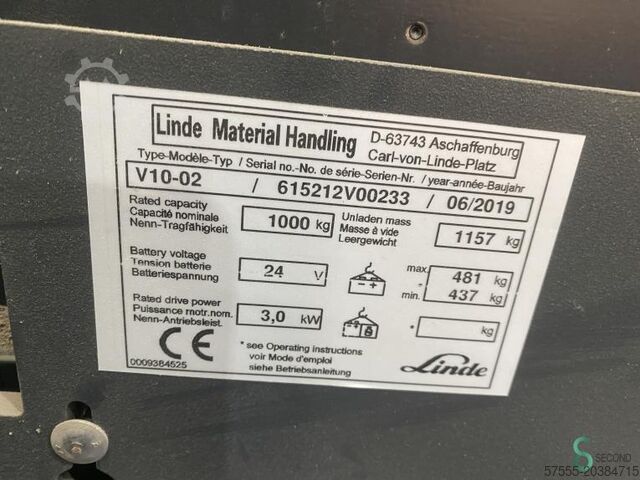 Linde Material Handling
D-63743 Aschaffenburg
Carl-von-Linde-Platz
Type-Modèle-Typ / Serial no.-No. de série-Serien-Nr. / year-année-Baujahr
V10-02 / 615212V00233 / 06/2019
Rated capacity
Capacité nominale
Nenn-Tragfähigkeit
1000 kg
Unladen mass
Masse à vide
Leergewicht
1157 kg
Battery voltage
Tension batterie
Batteriespannung
24 V
- +
max. 481 kg
*
min. 437 kg
Rated drive power
Puissance motr.nom.
Nenn-Antriebsleist.
3,0 kW
* kg
CE
*see Operating instructions
voir Mode d'emploi
siehe Betriebsanleitung
Linde
0009384525
S SECOND
57555-20384715